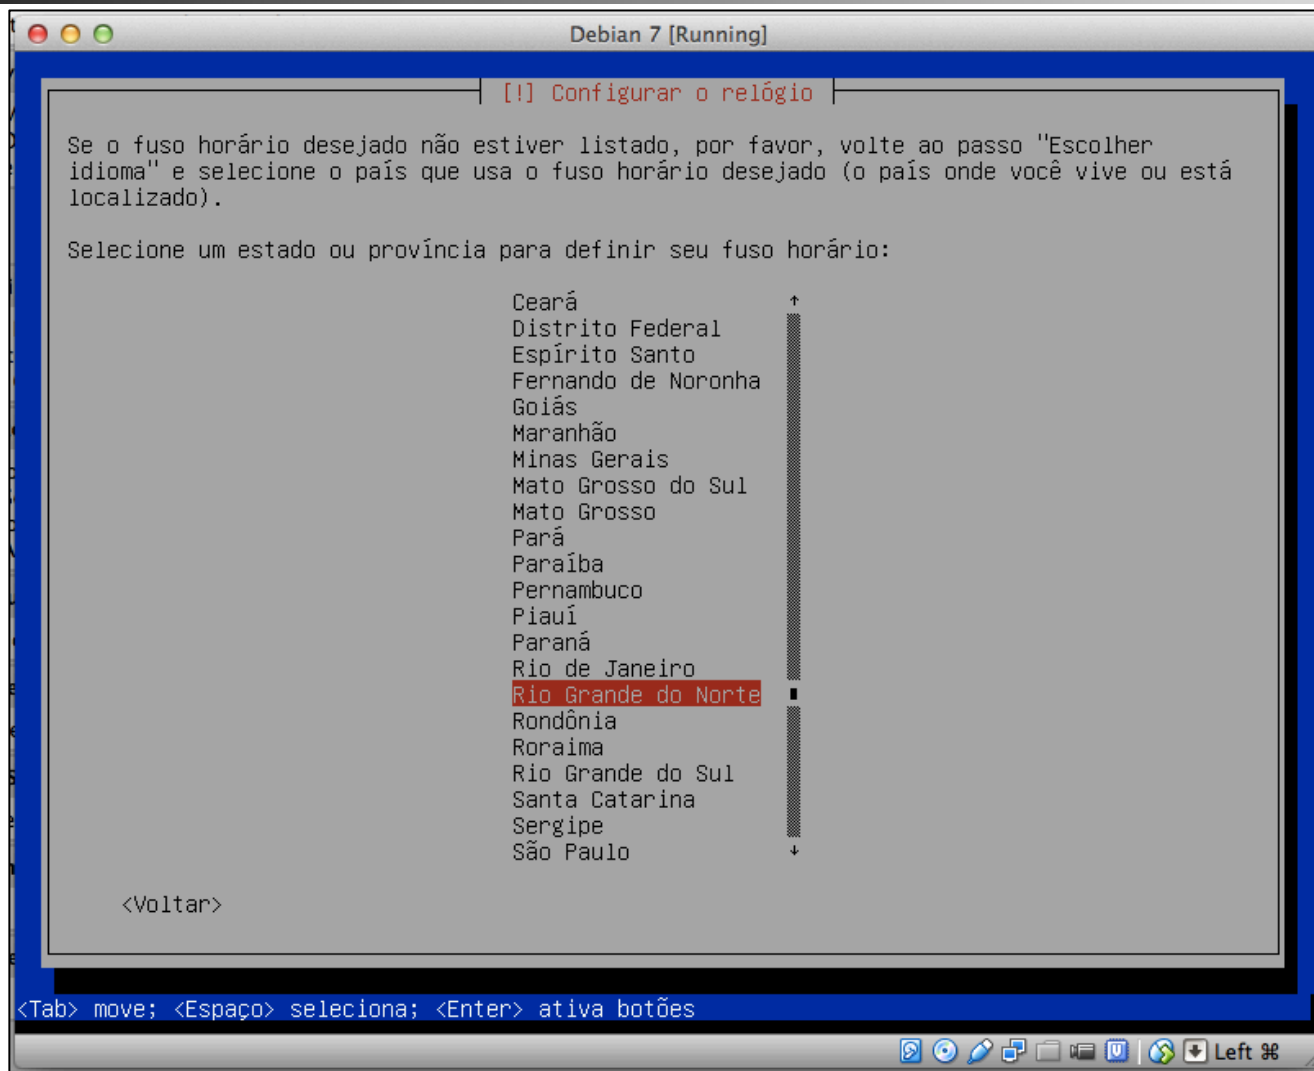 Debian 7 [Running]
[!] Configurar o relógio
Se o fuso horário desejado não estiver listado, por favor, volte ao passo "Escolher
idioma" e selecione o país que usa o fuso horário desejado (o país onde você vive ou está
localizado).
Selecione um estado ou província para definir seu fuso horário:
Ceará
Distrito Federal
Espírito Santo
Fernando de Noronha
Goiás
Maranhão
Minas Gerais
Mato Grosso do Sul
Mato Grosso
Pará
Paraíba
Pernambuco
Piauí
Paraná
Rio de Janeiro
Rio Grande do Norte
Rondônia
Roraima
Rio Grande do Sul
Santa Catarina
Sergipe
São Paulo
<Voltar>
<Tab> move; <Espaço> seleciona; <Enter> ativa botões
Left ⌘